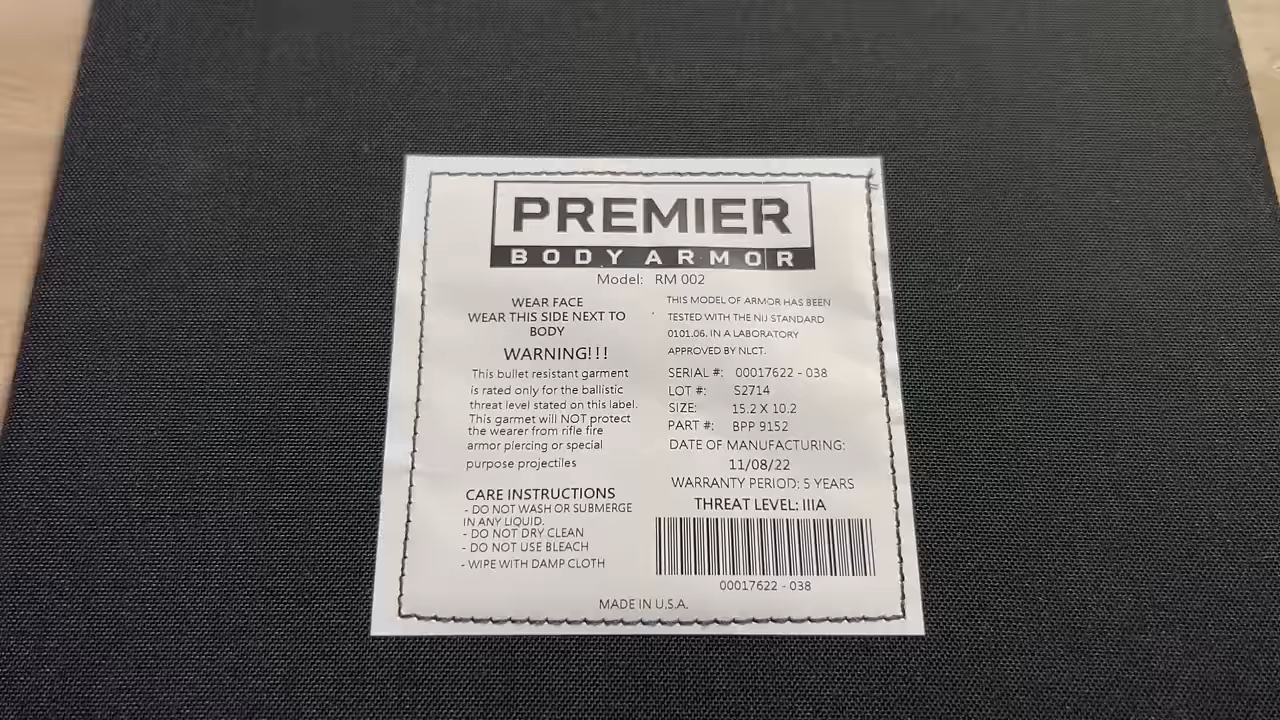 PREMIER
BODY ARMOR
Model: RM 002
WEAR FACE
WEAR THIS SIDE NEXT TO
BODY
WARNING!!!
This bullet resistant garment
is rated only for the ballistic
threat level stated on this label.
This garmet will NOT protect
the wearer from rifle fire
armor piercing or special
purpose projectiles
CARE INSTRUCTIONS
- DO NOT WASH OR SUBMERGE
IN ANY LIQUID.
- DO NOT DRY CLEAN
- DO NOT USE BLEACH
- WIPE WITH DAMP CLOTH
THIS MODEL OF ARMOR HAS BEEN
TESTED WITH THE NIJ STANDARD
0101.06. IN A LABORATORY
APPROVED BY NLCT.
SERIAL #: 00017622 - 038
LOT #: S2714
SIZE: 15.2 X 10.2
PART #: BPP 9152
DATE OF MANUFACTURING:
11/08/22
WARRANTY PERIOD: 5 YEARS
THREAT LEVEL: IIIA
00017622 - 038
MADE IN U.S.A.